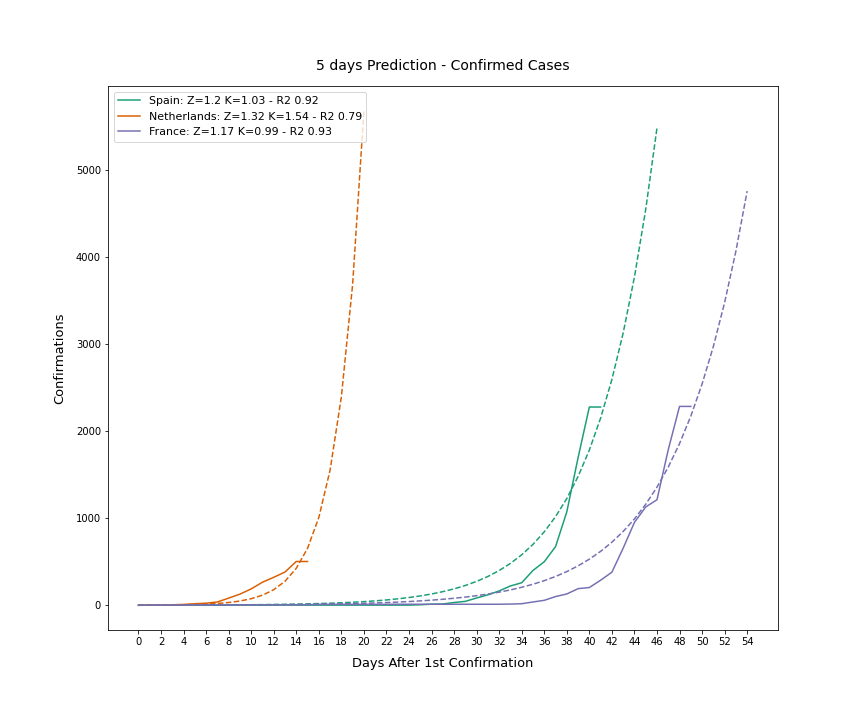 5 days Prediction - Confirmed Cases
Spain: Z=1.2 K=1.03 - R2 0.92
Netherlands: Z=1.32 K=1.54 - R2 0.79
France: Z=1.17 K=0.99 - R2 0.93
5000
4000
3000
2000
1000
0
Confirmations
0 2 4 6 8 10 12 14 16 18 20 22 24 26 28 30 32 34 36 38 40 42 44 46 48 50 52 54
Days After 1st Confirmation